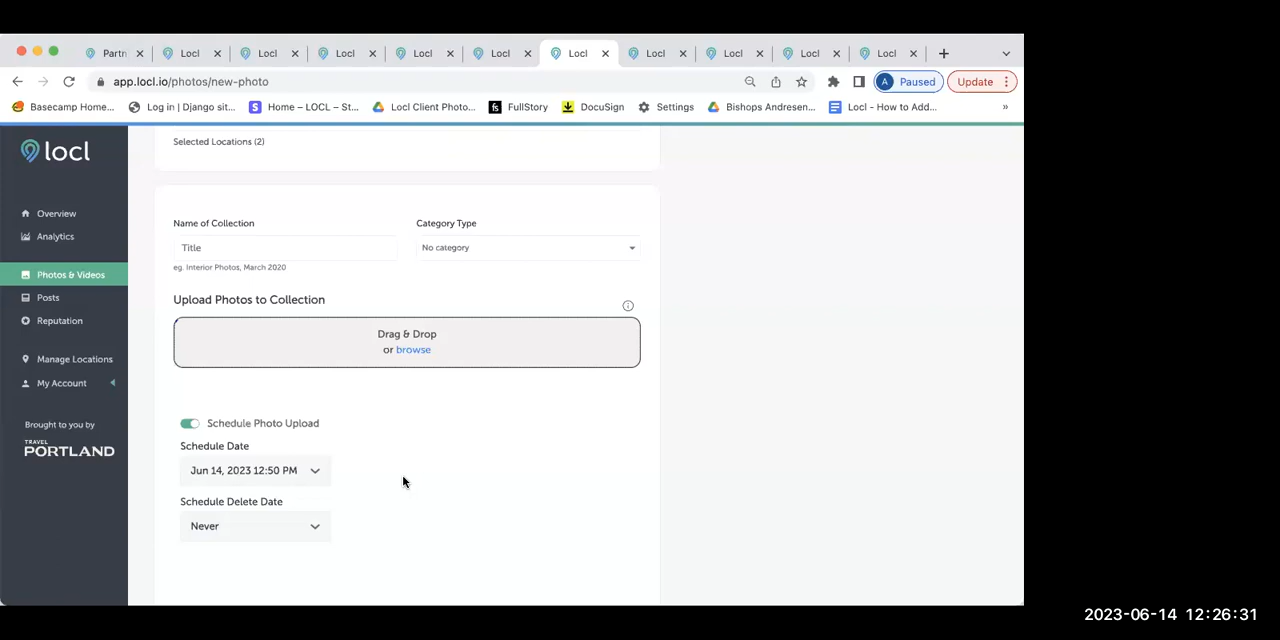 Partn
Locl
Locl
Locl
Locl
Locl
Locl
Locl
Locl
Locl
Locl
app.locl.io/photos/new-photo
A Paused
Update
Basecamp Home...
Log in | Django sit...
S Home – LOCL – St...
Locl Client Photo...
fs FullStory
DocuSign
Settings
Bishops Andresen...
Locl - How to Add...
»
locl
Overview
Analytics
Photos & Videos
Posts
Reputation
Manage Locations
My Account
Brought to you by
TRAVEL
PORTLAND
Selected Locations (2)
Name of Collection
Category Type
Title
No category
eg. Interior Photos, March 2020
Upload Photos to Collection
Drag & Drop
or browse
Schedule Photo Upload
Schedule Date
Jun 14, 2023 12:50 PM
Schedule Delete Date
Never
2023-06-14 12:26:31